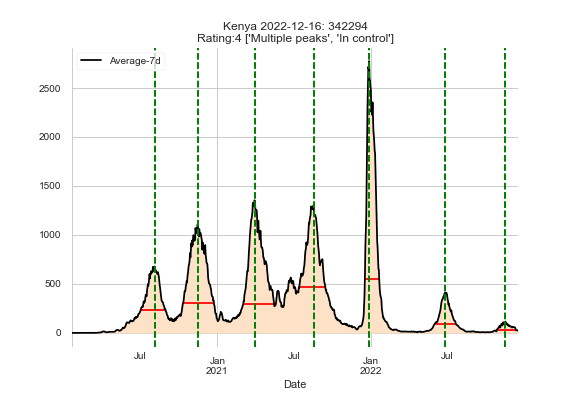 Kenya 2022-12-16: 342294
Rating:4 ['Multiple peaks', 'In control']
Average-7d
2500
2000
1500
1000
500
0
Jul
Jan
2021
Jul
Jan
2022
Jul
Date